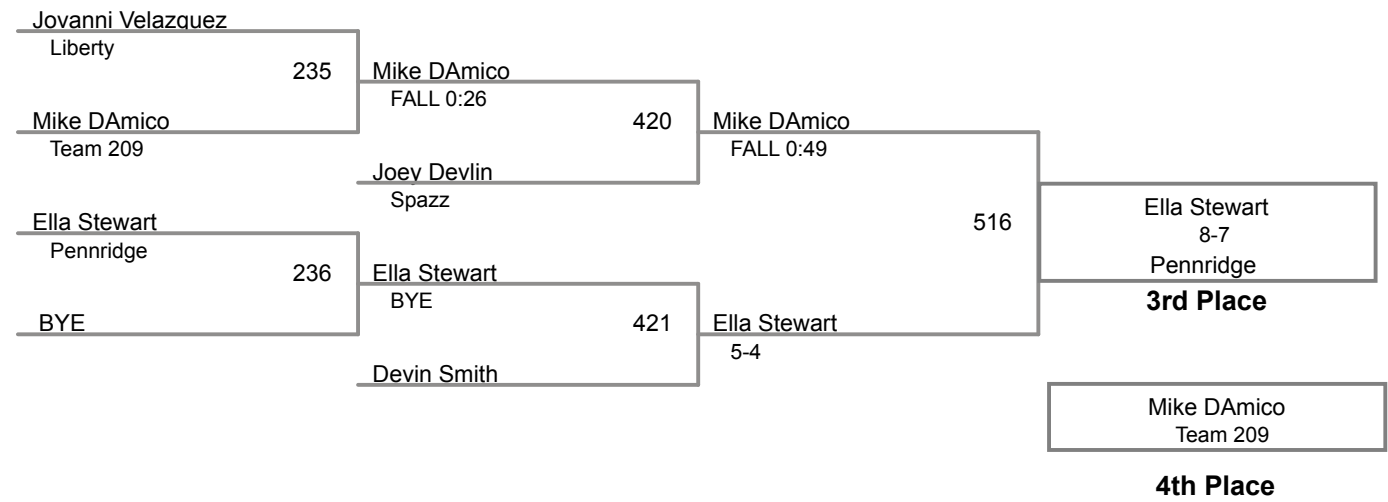 Jovanni Velazquez
Liberty
235
Mike DAmico
FALL 0:26
Mike DAmico
Team 209
420
Mike DAmico
FALL 0:49
Joey Devlin
Spazz
Ella Stewart
Pennridge
516
Ella Stewart
8-7
Pennridge
3rd Place
236
Ella Stewart
BYE
BYE
421
Ella Stewart
5-4
Devin Smith
Mike DAmico
Team 209
4th Place